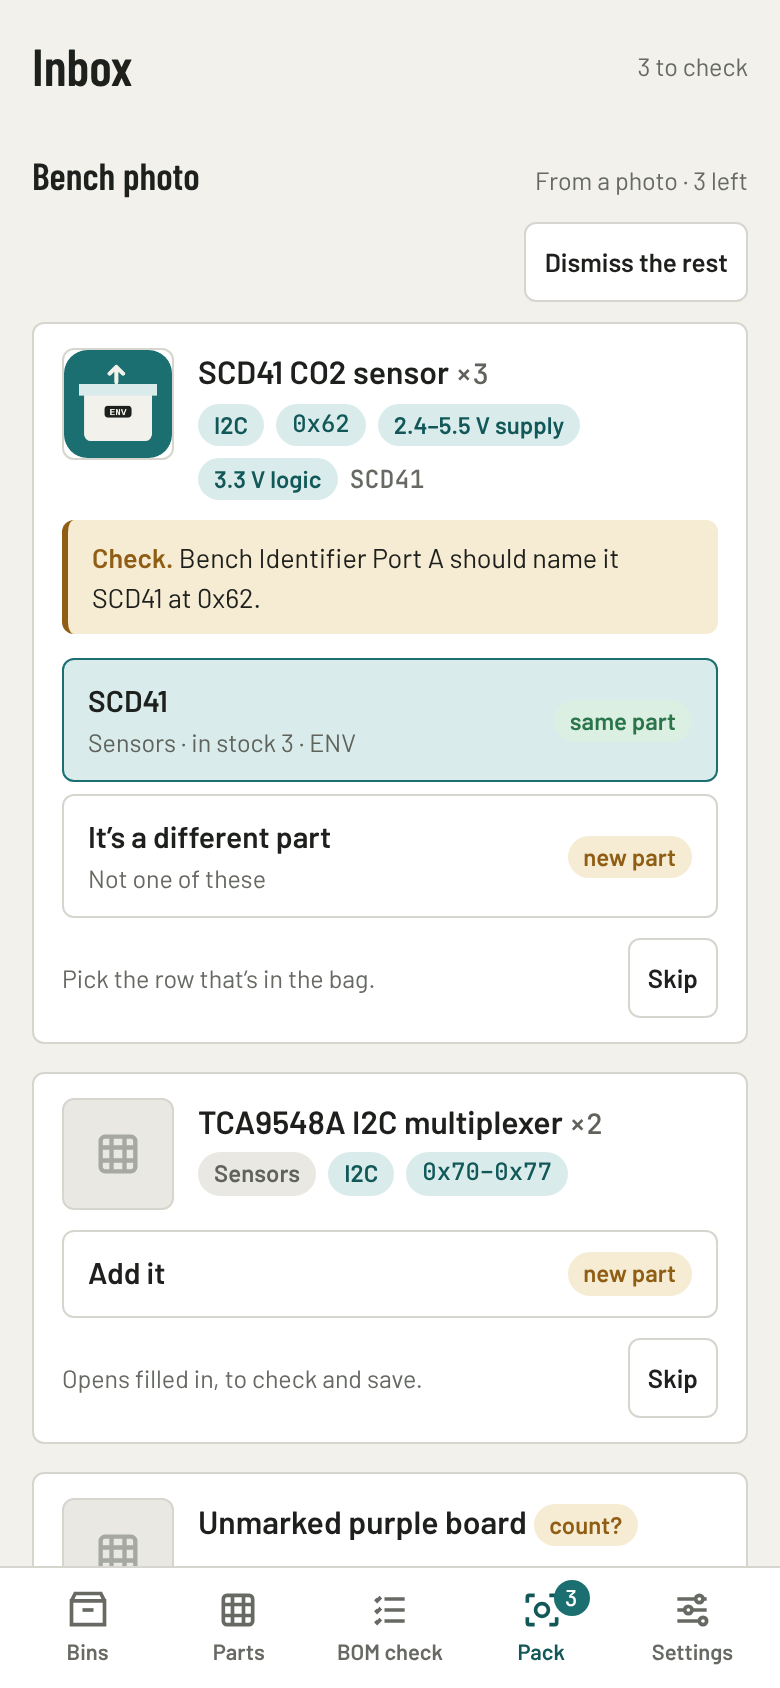 Inbox
3 to check
Bench photo
From a photo · 3 left
Dismiss the rest
ENV
SCD41 CO2 sensor ×3
I2C 0x62 2.4–5.5 V supply
3.3 V logic SCD41
Check. Bench Identifier Port A should name it
SCD41 at 0x62.
SCD41
Sensors · in stock 3 · ENV
same part
It’s a different part
Not one of these
new part
Pick the row that’s in the bag.
Skip
TCA9548A I2C multiplexer ×2
Sensors I2C 0x70–0x77
Add it
new part
Opens filled in, to check and save.
Skip
Unmarked purple board count?
3
Bins
Parts
BOM check
Pack
Settings